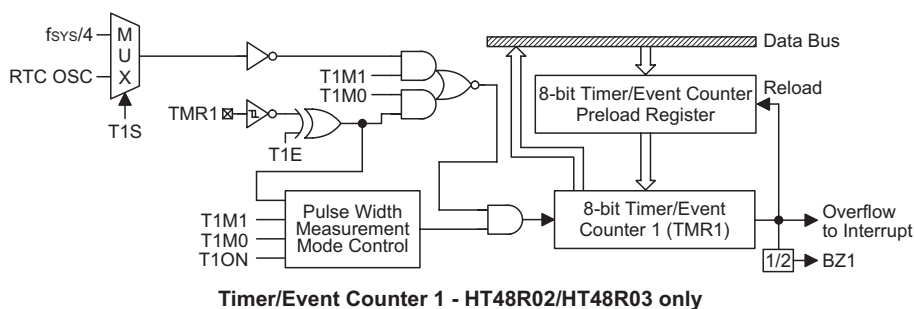 fSYS/4
RTC OSC
M
U
X
T1S
T1M1
T1M0
TMR1
T1E
Data Bus
8-bit Timer/Event Counter
Preload Register
Reload
T1M1
T1M0
T1ON
Pulse Width
Measurement
Mode Control
8-bit Timer/Event
Counter 1 (TMR1)
Overflow
to Interrupt
1/2
BZ1
Timer/Event Counter 1 - HT48R02/HT48R03 only